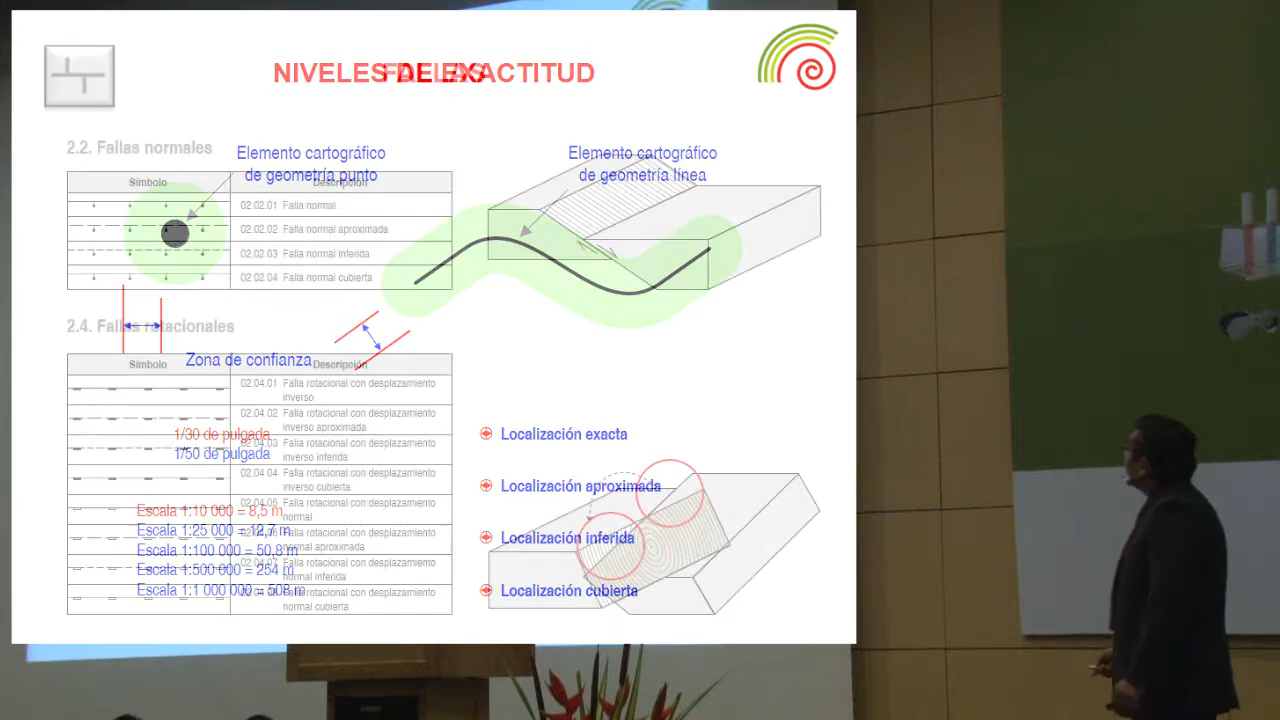 NIVELES DE EXACTITUD
FALLAS
2.2. Fallas normales
Elemento cartográfico
de geometría punto
Elemento cartográfico
de geometría línea
Símbolo Descripción
02.02.01 Falla normal
02.02.02 Falla normal aproximada
02.02.03 Falla normal inferida
02.02.04 Falla normal cubierta
2.4. Fallas rotacionales
Zona de confianza
Símbolo Descripción
02.04.01 Falla rotacional con desplazamiento
inverso
02.04.02 Falla rotacional con desplazamiento
inverso aproximada
02.04.03 Falla rotacional con desplazamiento
inverso inferida
02.04.04 Falla rotacional con desplazamiento
inverso cubierta
02.04.05 Falla rotacional con desplazamiento
normal
02.04.06 Falla rotacional con desplazamiento
normal aproximada
02.04.07 Falla rotacional con desplazamiento
normal inferida
Falla rotacional con desplazamiento
normal cubierta
1/30 de pulgada
1/50 de pulgada
Escala 1:10 000 = 8,5 m
Escala 1:25 000 = 12,7 m
Escala 1:100 000 = 50,8 m
Escala 1:500 000 = 254 m
Escala 1:1 000 000 = 508 m
Localización exacta
Localización aproximada
Localización inferida
Localización cubierta